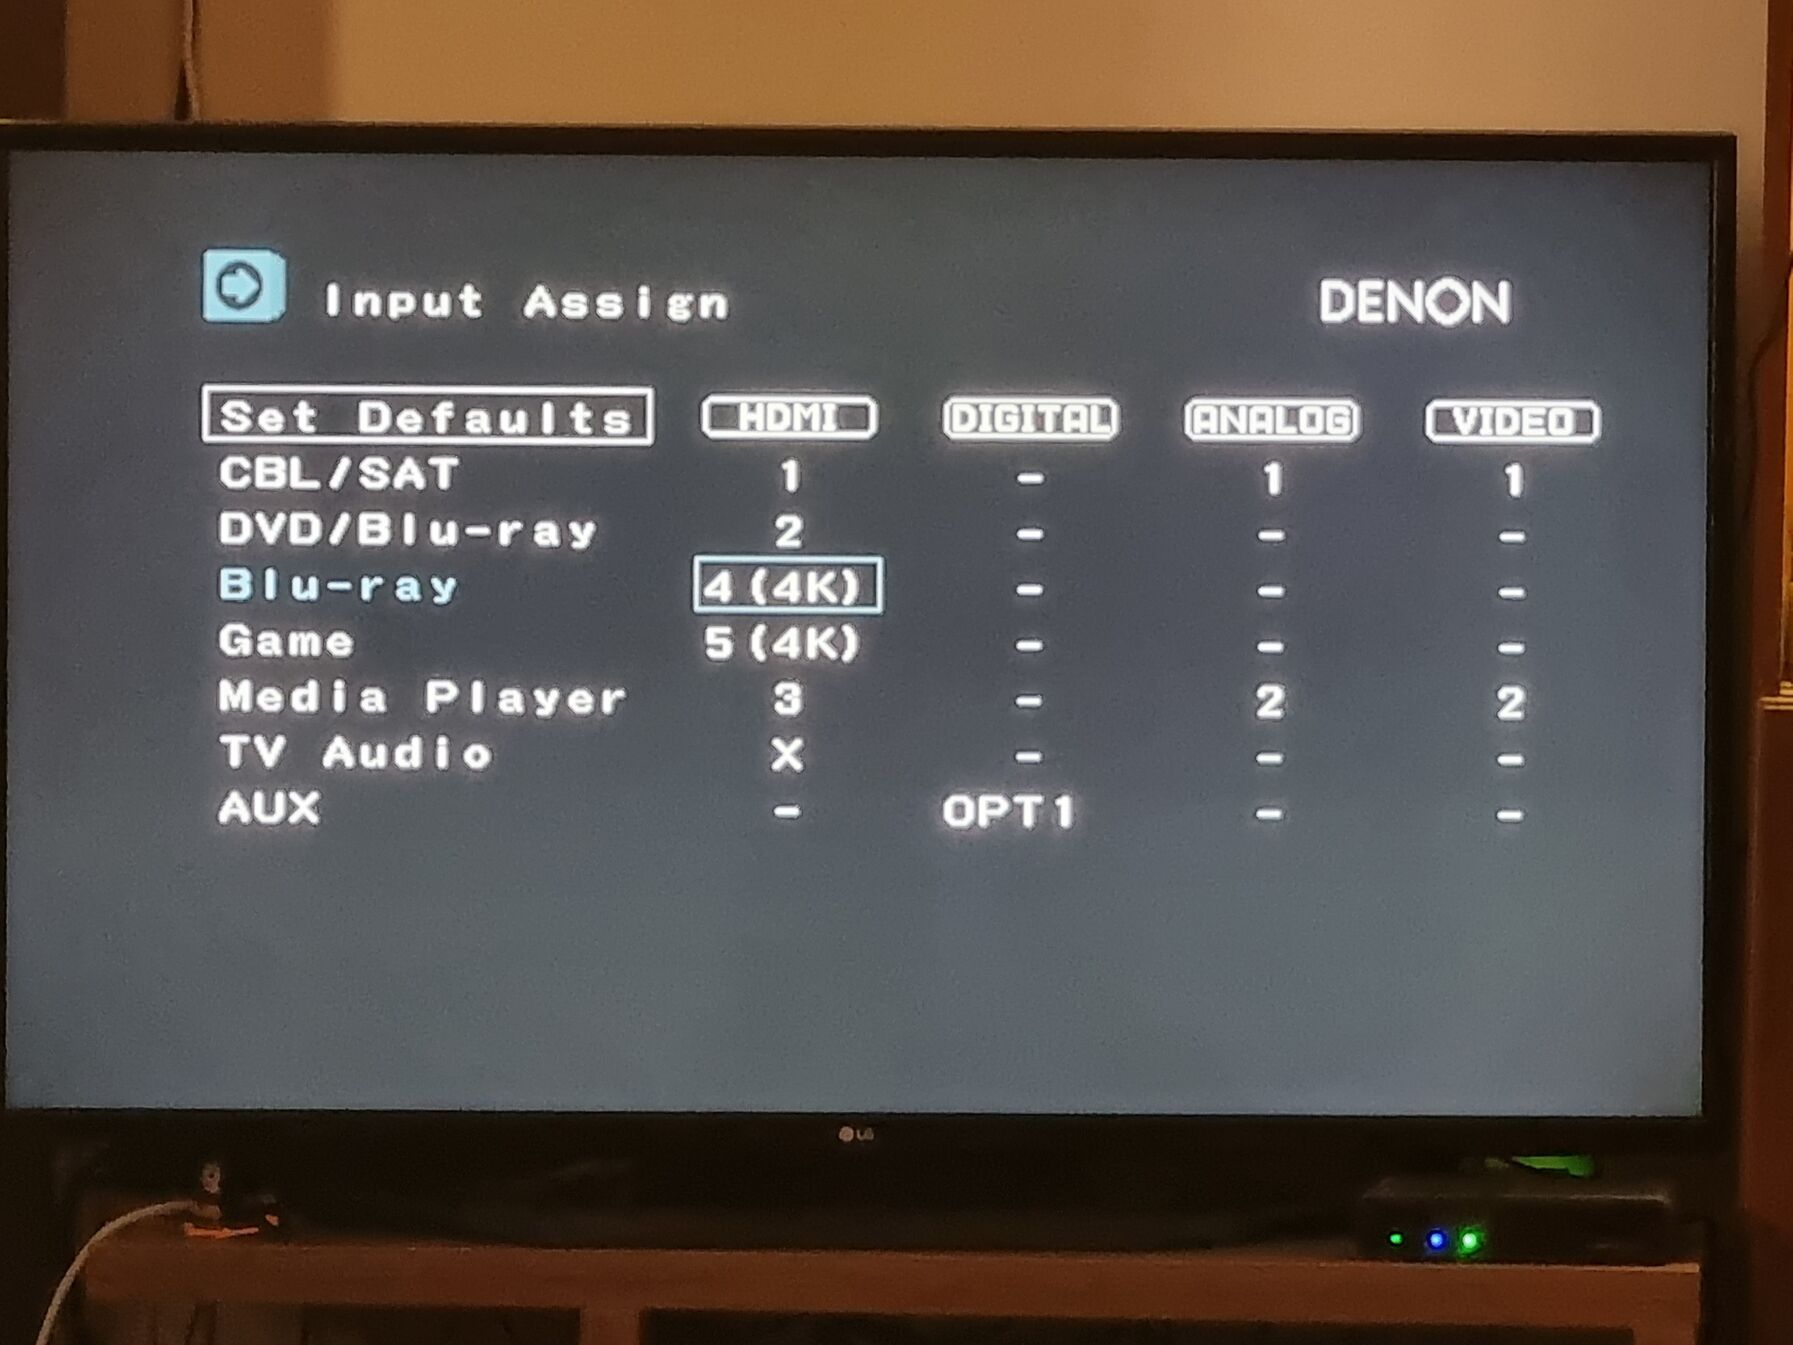 Input Assign
DENON
Set Defaults HDMI DIGITAL ANALOG VIDEO
CBL/SAT 1 - 1 1
DVD/Blu-ray 2 - - -
Blu-ray 4 (4K) - - -
Game 5 (4K) - - -
Media Player 3 - 2 2
TV Audio X - - -
AUX - OPT1 - -
LG